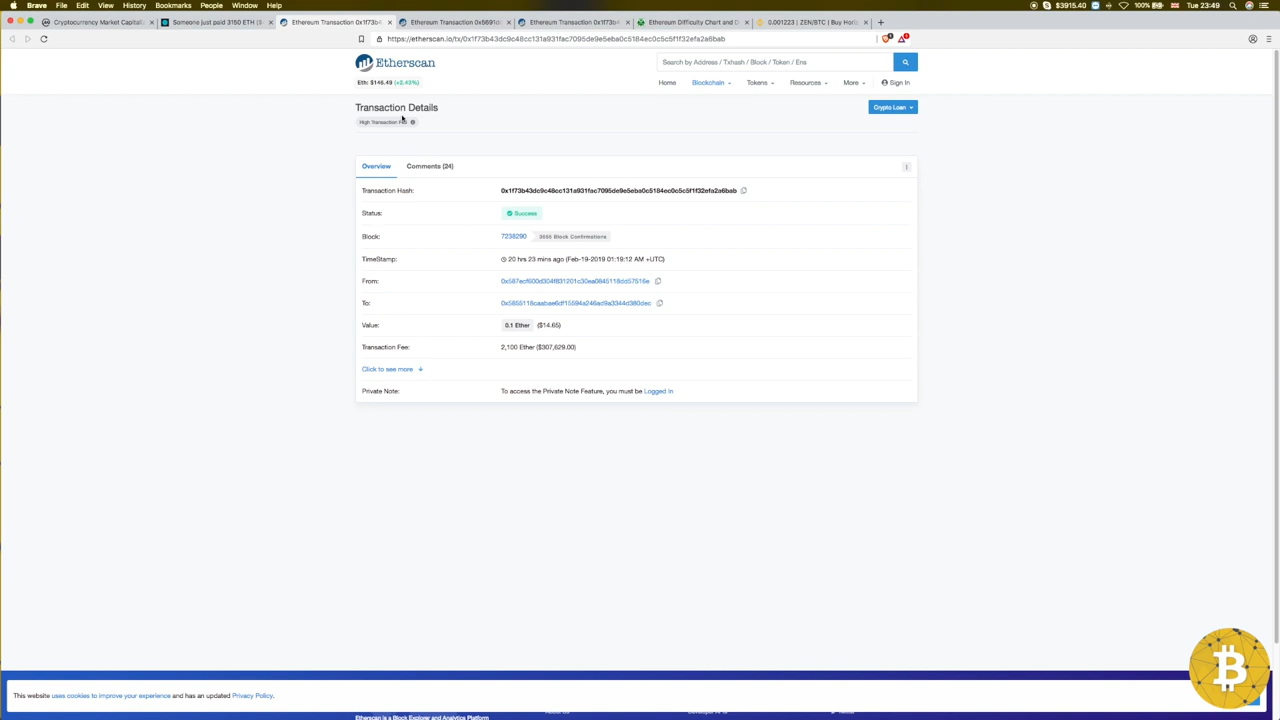 Brave File Edit View History Bookmarks People Window Help
$3915.40 100% Tue 23:49
Cryptocurrency Market Capitali
Someone just paid 3150 ETH ($
Ethereum Transaction 0x1f73b4
Ethereum Transaction 0x5691d
Ethereum Transaction 0x1f73b4
Ethereum Difficulty Chart and D
0.001223 | ZEN/BTC | Buy Hori
https://etherscan.io/tx/0x1f73b43dc9c48cc131a931fac7095de9e5eba0c5184ec0c5c5f1f32efa2a6bab
Etherscan
Search by Address / Txhash / Block / Token / Ens
Eth: $146.49 (+2.43%)
Home Blockchain Tokens Resources More Sign In
Transaction Details
Crypto Loan
High Transaction Fee
Overview Comments (24)
Transaction Hash: 0x1f73b43dc9c48cc131a931fac7095de9e5eba0c5184ec0c5c5f1f32efa2a6bab
Status: Success
Block: 7238290 3655 Block Confirmations
TimeStamp: 20 hrs 23 mins ago (Feb-19-2019 01:19:12 AM +UTC)
From: 0x587ecf600d304f831201c30ea0845118dd57516e
To: 0x5855118caabae6df15594a246ad9a3344d380dec
Value: 0.1 Ether ($14.65)
Transaction Fee: 2,100 Ether ($307,629.00)
Click to see more
Private Note: To access the Private Note Feature, you must be Logged In
This website uses cookies to improve your experience and has an updated Privacy Policy.
Etherscan is a Block Explorer and Analytics Platform